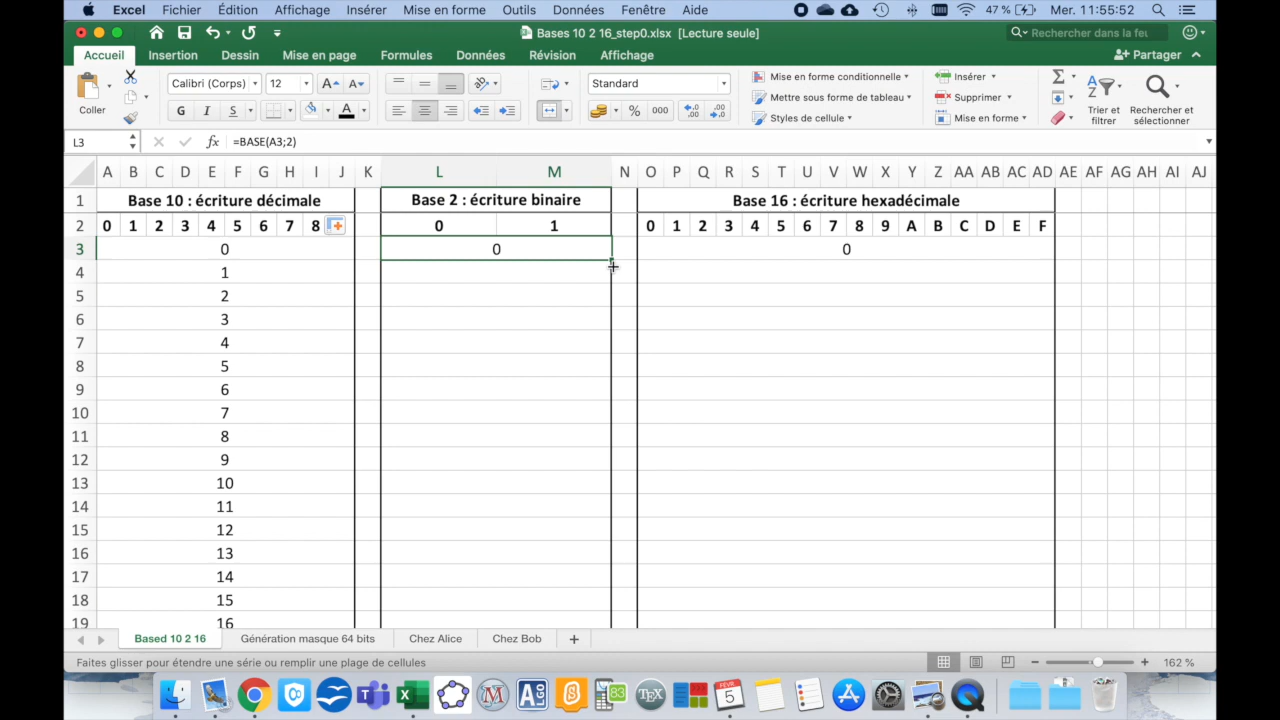 Excel Fichier Édition Affichage Insérer Mise en forme Outils Données Fenêtre Aide 47 % Mer. 11:55:52
Bases 10 2 16_step0.xlsx [Lecture seule] Rechercher dans la feu
Accueil Insertion Dessin Mise en page Formules Données Révision Affichage Partager
Coller Calibri (Corps) 12 A A Standard Mise en forme conditionnelle Insérer Σ A Z
G I S A % 000 ,00 ,0 Mettre sous forme de tableau Supprimer Trier et filtrer Rechercher et sélectionner
Styles de cellule Mise en forme
L3 fx =BASE(A3;2)
A B C D E F G H I J K L M N O P Q R S T U V W X Y Z AA AB AC AD AE AF AG AH AI AJ
1 Base 10 : écriture décimale Base 2 : écriture binaire Base 16 : écriture hexadécimale
2 0 1 2 3 4 5 6 7 8 0 1 0 1 2 3 4 5 6 7 8 9 A B C D E F
3 0 0 0
4 1
5 2
6 3
7 4
8 5
9 6
10 7
11 8
12 9
13 10
14 11
15 12
16 13
17 14
18 15
19 16
Based 10 2 16 Génération masque 64 bits Chez Alice Chez Bob
Faites glisser pour étendre une série ou remplir une plage de cellules 162 %
FÉVR 5 83 TEX